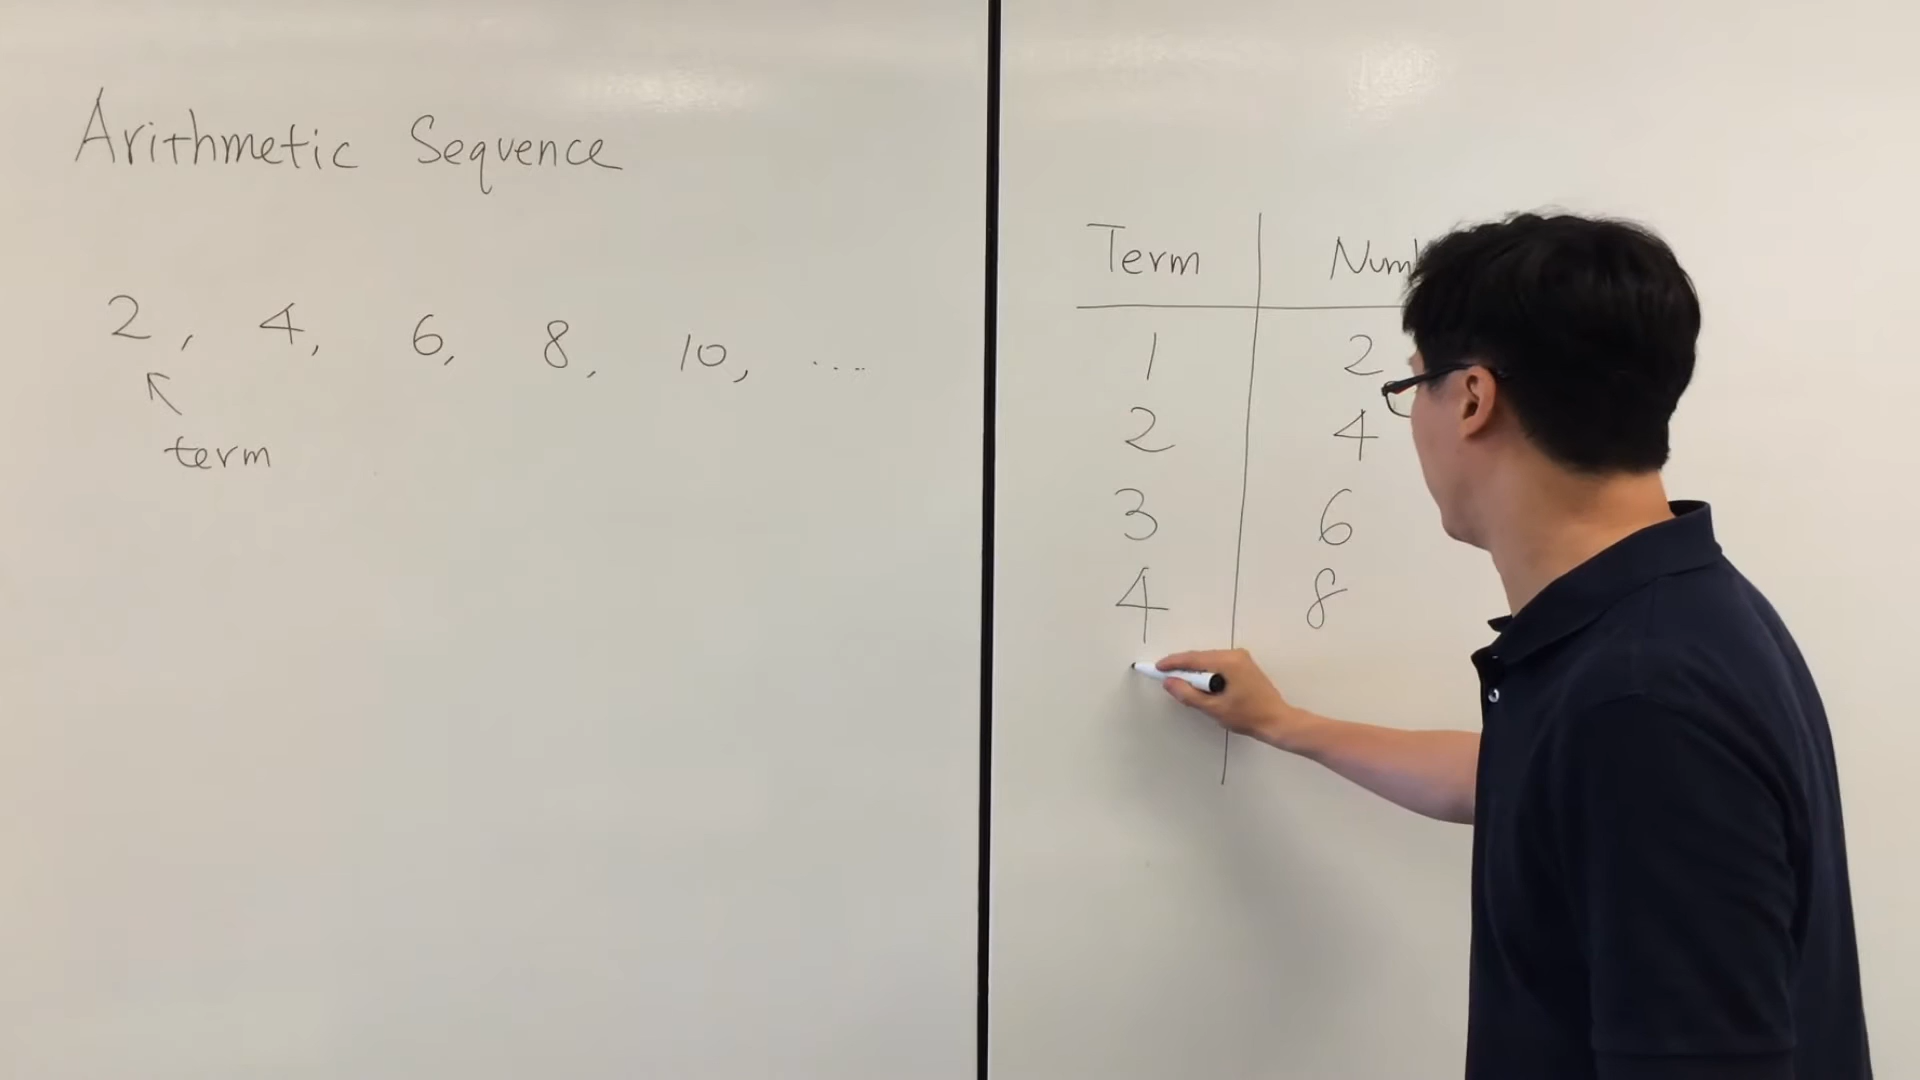 Arithmetic Sequence
2, 4, 6, 8, 10, ....
term
Term
1 2
2 4
3 6
4 8